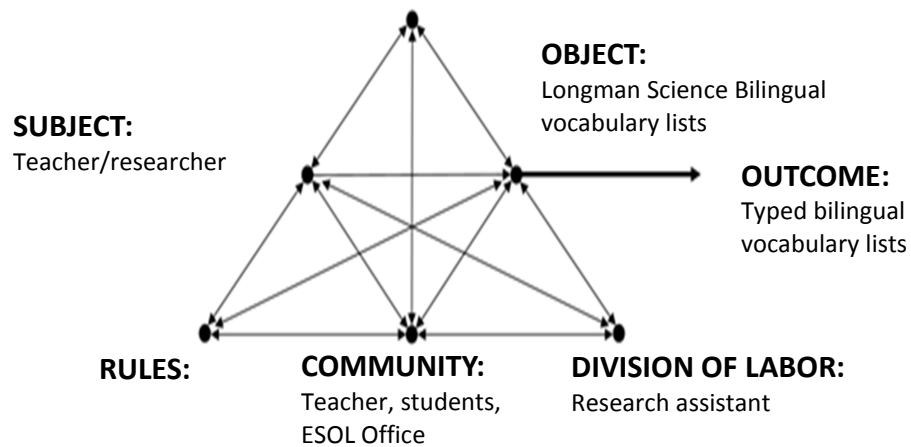 OBJECT:
Longman Science Bilingual
vocabulary lists
SUBJECT:
Teacher/researcher
OUTCOME:
Typed bilingual
vocabulary lists
RULES:
COMMUNITY:
Teacher, students,
ESOL Office
DIVISION OF LABOR:
Research assistant